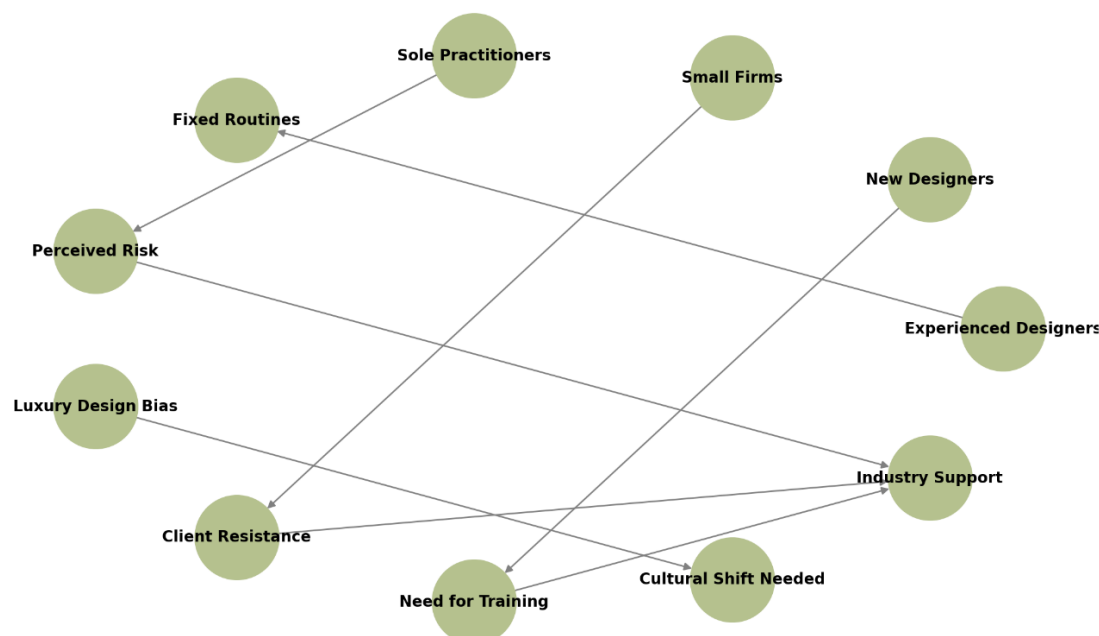 Sole Practitioners
Small Firms
Fixed Routines
New Designers
Perceived Risk
Experienced Designers
Luxury Design Bias
Industry Support
Client Resistance
Cultural Shift Needed
Need for Training